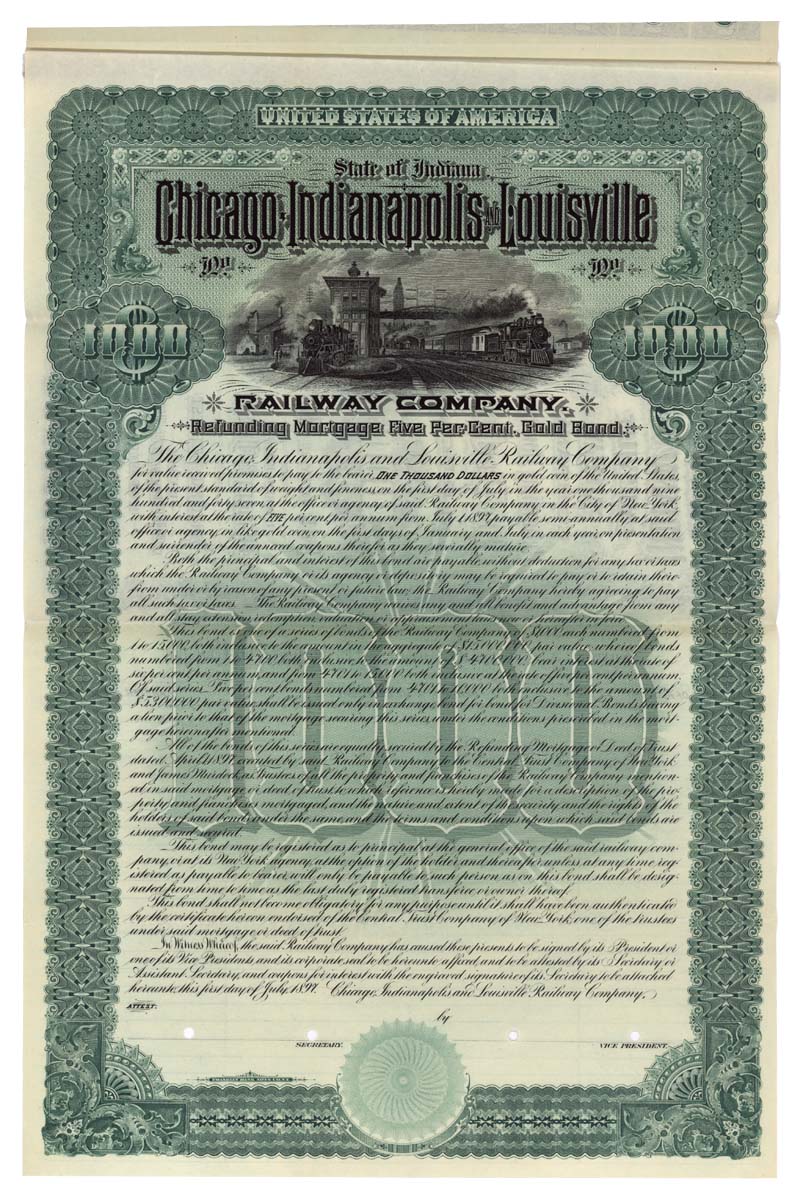 UNITED STATES OF AMERICA
State of Indiana.
Chicago, Indianapolis AND Louisville
No No
1000 1000
RAILWAY COMPANY.
Refunding Mortgage Five Per Cent. Gold Bond.
The Chicago, Indianapolis and Louisville Railway Company
for value received promises to pay to the bearer ONE THOUSAND DOLLARS in gold coin of the United States,
of the present standard of weight and fineness, on the first day of July, in the year one thousand nine
hundred and forty seven, at the office or agency of said Railway Company in the City of New York,
with interest at the rate of FIVE per cent per annum from July 1, 1897, payable semi-annually at said
office or agency, in like gold coin, on the first days of January and July, in each year, on presentation
and surrender of the annexed coupons therefor as they severally mature.
Both the principal and interest of this bond are payable without deduction for any tax or taxes
which the Railway Company or its agency or depositary may be required to pay or to retain there-
from under or by reason of any present or future law, the Railway Company hereby agreeing to pay
all such tax or taxes. The Railway Company waives any and all benefit and advantage from any
and all stay, extension, redemption, valuation or appraisement laws now or hereafter in force.
This bond is one of a series of bonds of the Railway Company of $1000 each numbered from
1 to 15000, both inclusive, to the amount in the aggregate of $15,000,000, par value, whereof bonds
numbered from 1 to 4700, both inclusive, to the amount of $4,700,000, bear interest at the rate of
six per cent per annum, and from 4701 to 15000 both inclusive at the rate of five per cent per annum.
Of said series, five per cent bonds numbered from 4701 to 10,000 both inclusive to the amount of
$5,300,000 par value, shall be issued only in exchange and for bond for Divisional Bonds having
a lien prior to that of the mortgage securing this series under the conditions provided in the mort-
gage hereinafter mentioned.
All of the bonds of this series are equally secured by the Refunding Mortgage or Deed of Trust
dated, April 1897, executed by said Railway Company to the Central Trust Company of New York
and James Murdock, as trustees of all the property and franchises of the Railway Company mention-
ed in said mortgage or deed of trust to which reference is hereby made for a description of the pro-
perty and franchises mortgaged, and the nature and extent of the security and the rights of the
holders of said bonds under the same, and the terms and conditions upon which said bonds are
issued and secured.
This bond may be registered as to principal at the general office of the said railway com-
pany, or at its New York agency, at the option of the holder and thereafter, unless at any time reg-
istered as payable to bearer, will only be payable to such person as on this bond shall be desig-
nated from time to time as the last duly registered transferee or owner thereof.
This bond shall not become obligatory for any purpose until it shall have been authenticated
by the certificate hereon endorsed of the Central Trust Company of New York, one of the trustees
under said mortgage or deed of trust.
In Witness Whereof, the said Railway Company has caused these presents to be signed by its President or
one of its Vice Presidents and its corporate seal to be hereunto affixed, and to be attested by its Secretary or
Assistant Secretary, and coupons for interest with the engraved signature of its Secretary to be attached
hereunto, this first day of July, 1897. Chicago, Indianapolis and Louisville Railway Company,
ATTEST:
by
SECRETARY. VICE PRESIDENT.
1000